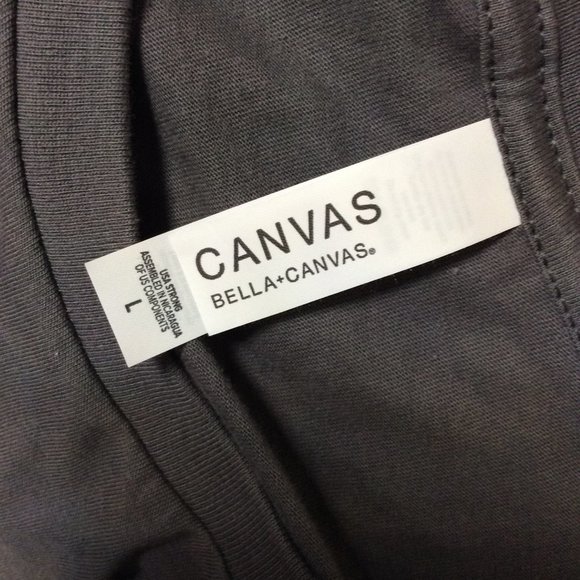 CANVAS
BELLA+CANVAS®
USA STRONG
ASSEMBLED IN NICARAGUA
OF US COMPONENTS
L